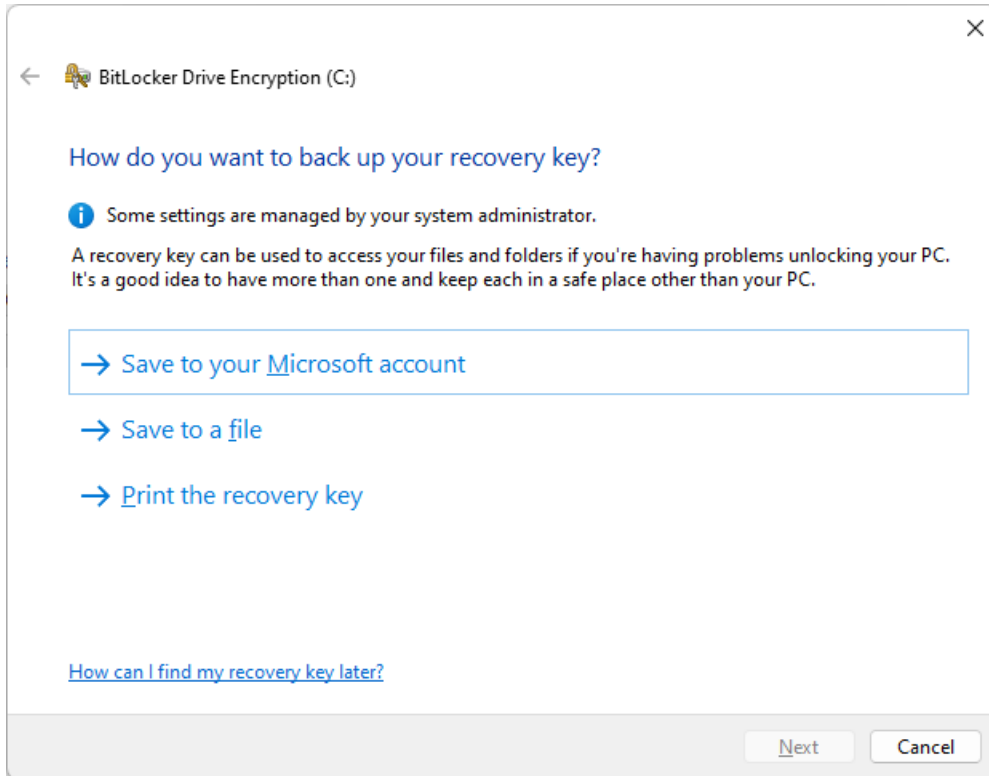 BitLocker Drive Encryption (C:)
How do you want to back up your recovery key?
Some settings are managed by your system administrator.
A recovery key can be used to access your files and folders if you're having problems unlocking your PC.
It's a good idea to have more than one and keep each in a safe place other than your PC.
Save to your Microsoft account
Save to a file
Print the recovery key
How can I find my recovery key later?
Next Cancel